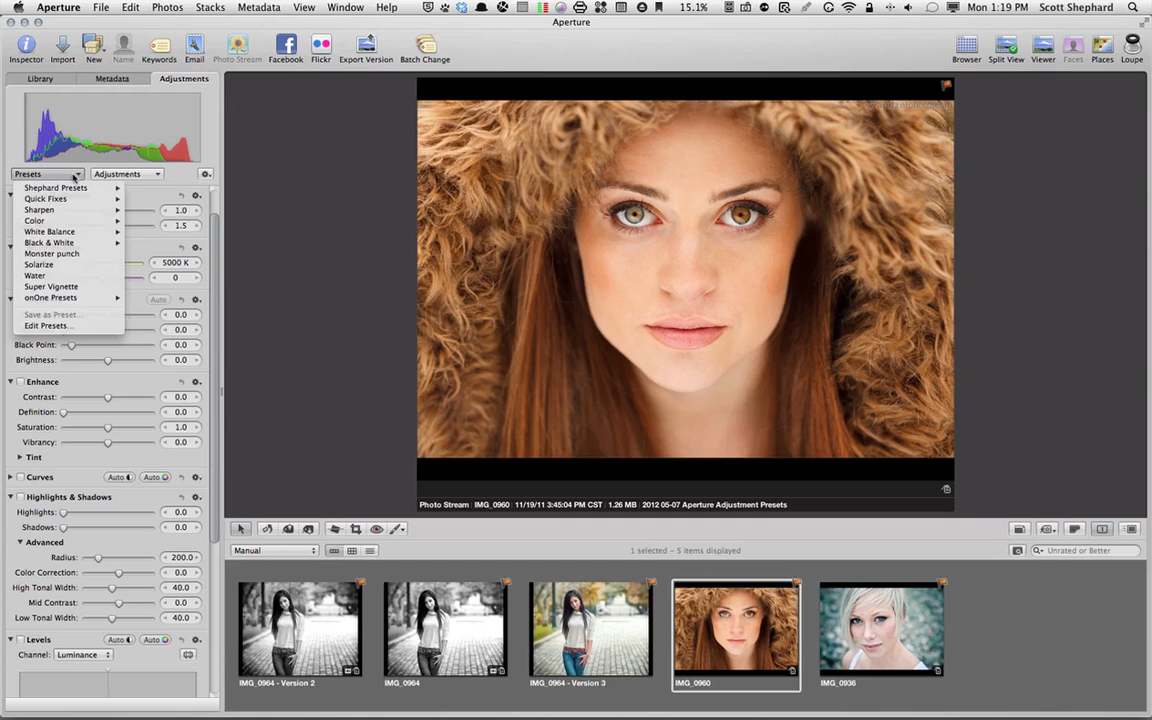 Aperture File Edit Photos Stacks Metadata View Window Help 15.1% Mon 1:19 PM Scott Shephard
Aperture
Inspector Import New Name Keywords Email Photo Stream Facebook Flickr Export Version Batch Change Browser Split View Viewer Faces Places Loupe
Library Metadata Adjustments
Presets Adjustments
Shephard Presets
Quick Fixes
Sharpen
Color
White Balance
Black & White
Monster punch
Solarize
Water
Super Vignette
onOne Presets
Save as Preset...
Edit Presets...
1.0
1.5
5000 K
0
Auto
0.0
0.0
Black Point: 0.0
Brightness: 0.0
Enhance
Contrast: 0.0
Definition: 0.0
Saturation: 1.0
Vibrancy: 0.0
Tint
Curves Auto Auto
Highlights & Shadows
Highlights: 0.0
Shadows: 0.0
Advanced
Radius: 200.0
Color Correction: 0.0
High Tonal Width: 40.0
Mid Contrast: 0.0
Low Tonal Width: 40.0
Levels Auto Auto
Channel: Luminance
Photo Stream | IMG_0960 | 11/19/11 3:45:04 PM CST | 1.26 MB | 2012 05-07 Aperture Adjustment Presets
Manual 1 selected – 5 items displayed Unrated or Better
IMG_0964 - Version 2 IMG_0964 IMG_0964 - Version 3 IMG_0960 IMG_0936